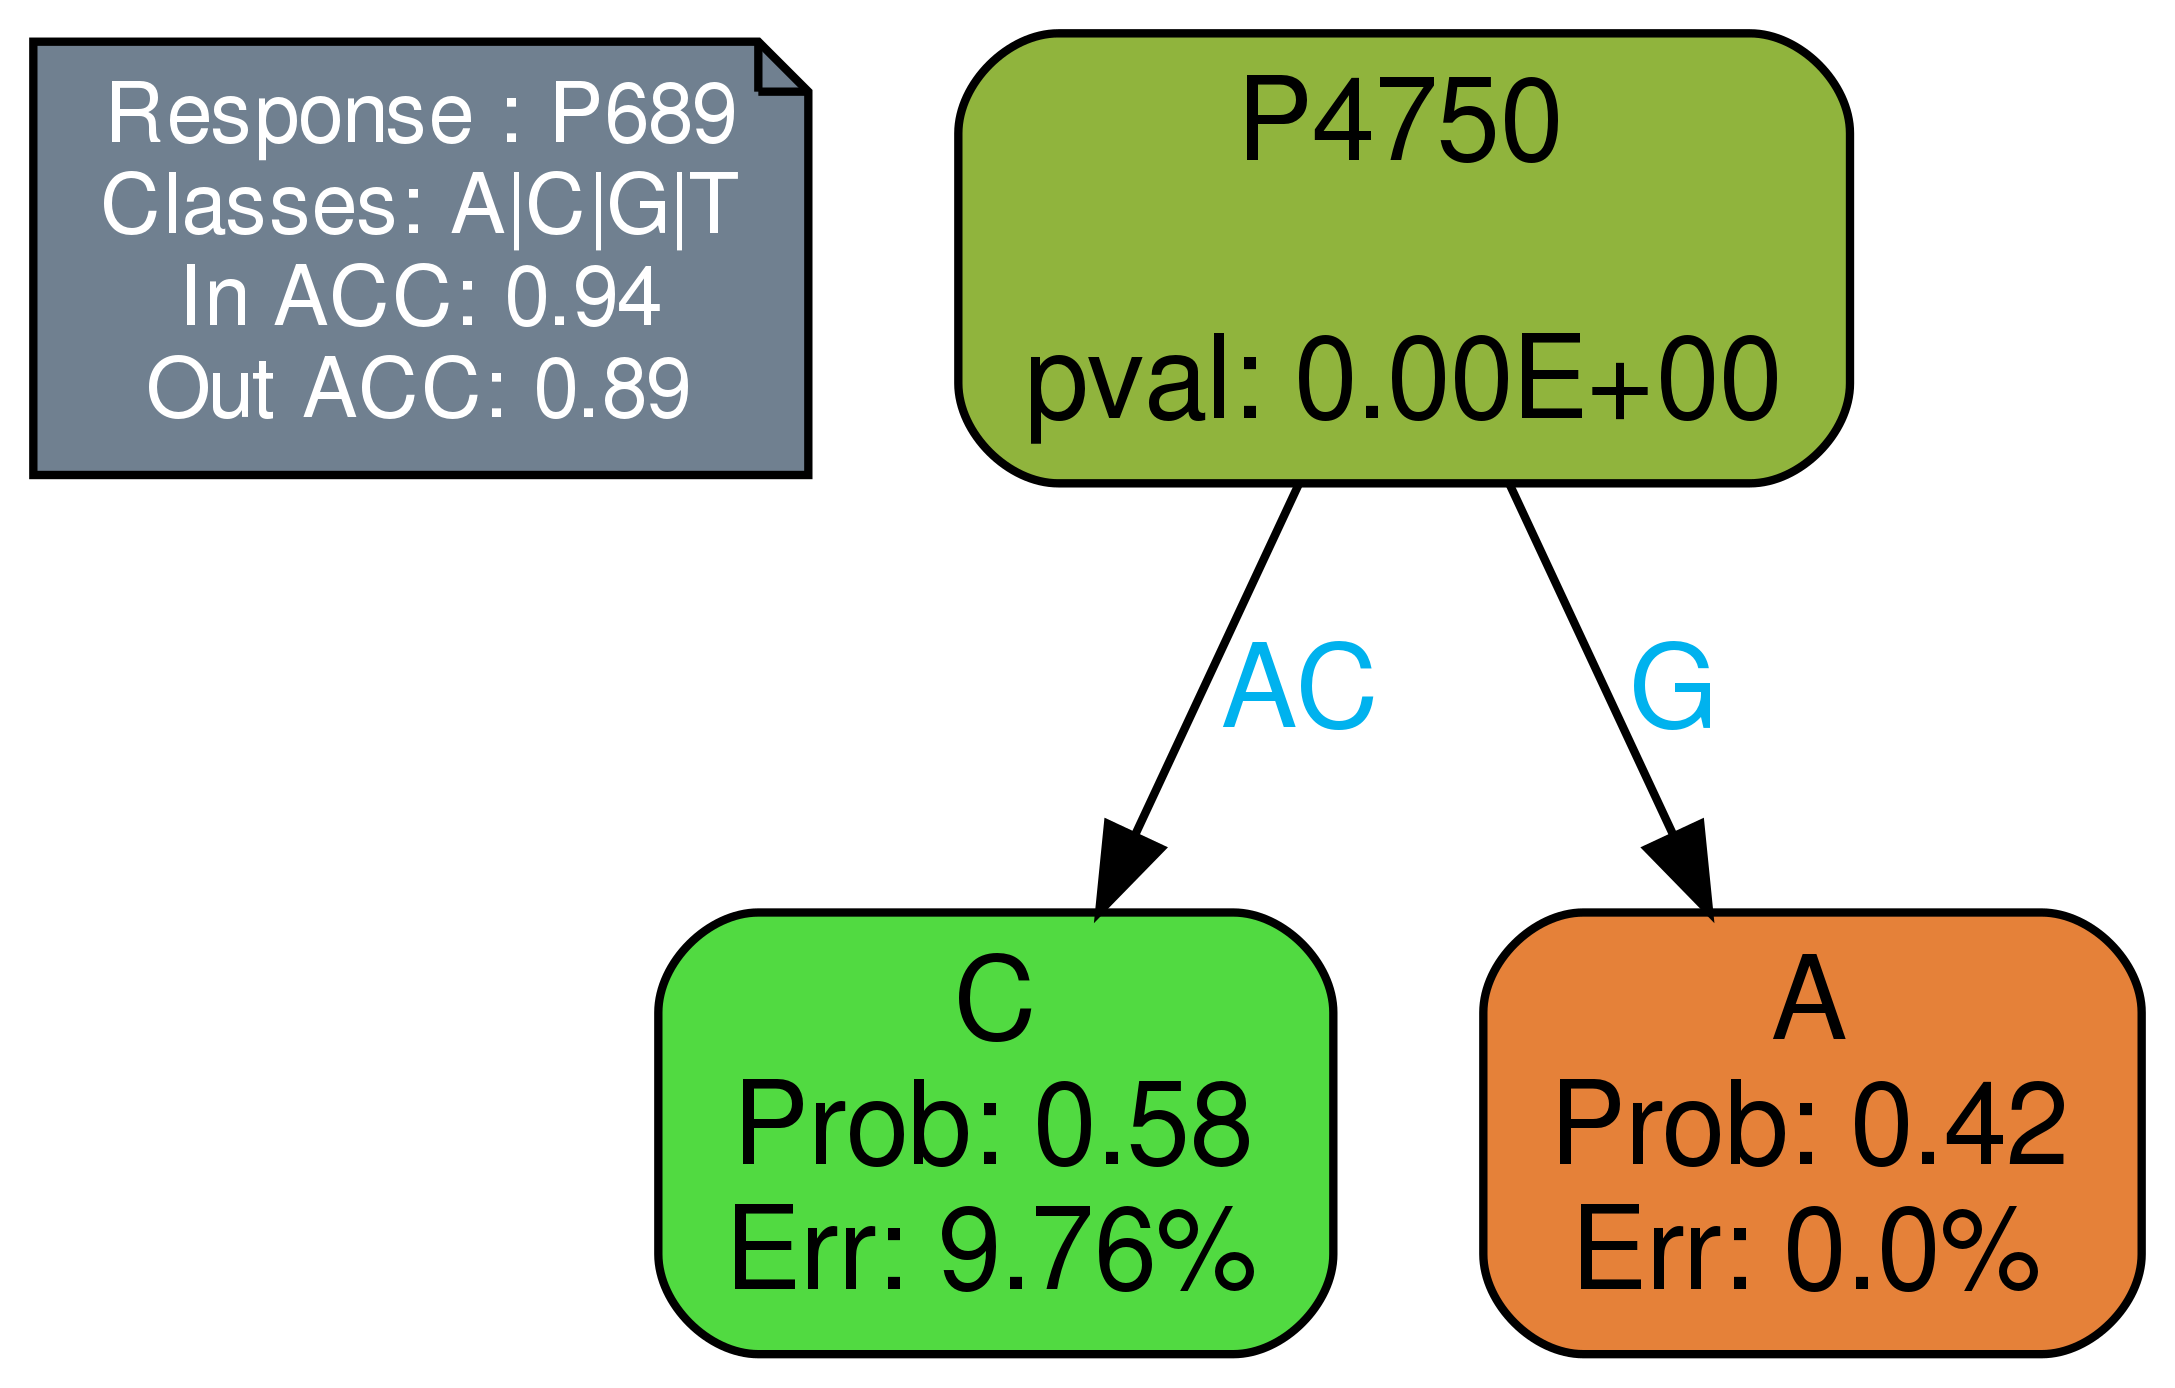 Response : P689
Classes: A|C|G|T
In ACC: 0.94
Out ACC: 0.89
P4750
pval: 0.00E+00
AC
G
C
Prob: 0.58
Err: 9.76%
A
Prob: 0.42
Err: 0.0%